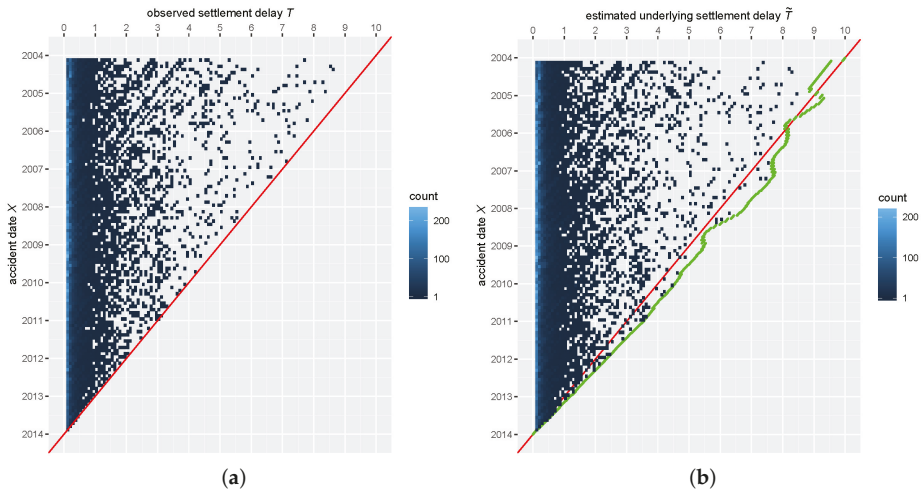 observed settlement delay T
0 1 2 3 4 5 6 7 8 9 10
accident date X
2004
2005
2006
2007
2008
2009
2010
2011
2012
2013
2014
count
200
100
1
(a)
estimated underlying settlement delay T̃
0 1 2 3 4 5 6 7 8 9 10
accident date X
2004
2005
2006
2007
2008
2009
2010
2011
2012
2013
2014
count
200
100
1
(b)